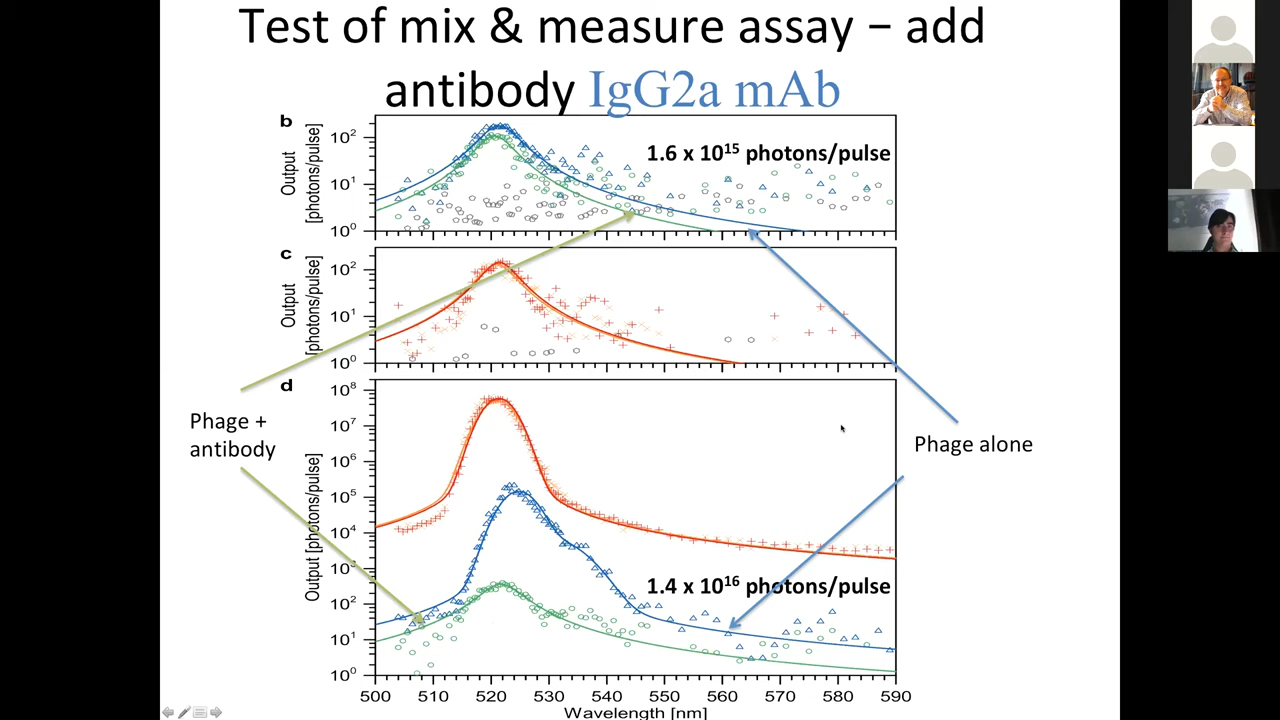 Test of mix & measure assay – add
antibody IgG2a mAb
b
Output
[photons/pulse]
10²
10¹
10⁰
1.6 x 10¹⁵ photons/pulse
c
Output
[photons/pulse]
10²
10¹
10⁰
d
Output [photons/pulse]
10⁸
10⁷
10⁶
10⁵
10⁴
10³
10²
10¹
10⁰
Phage +
antibody
Phage alone
1.4 x 10¹⁶ photons/pulse
500 510 520 530 540 550 560 570 580 590
Wavelength [nm]